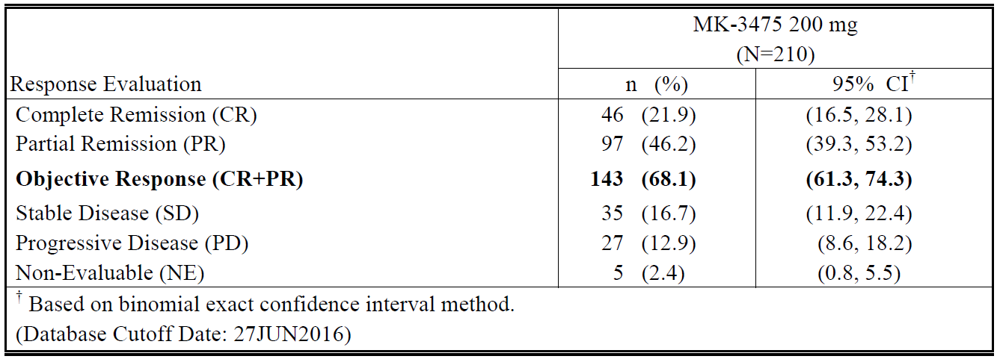 MK-3475 200 mg
(N=210)
Response Evaluation n (%) 95% CI†
Complete Remission (CR) 46 (21.9) (16.5, 28.1)
Partial Remission (PR) 97 (46.2) (39.3, 53.2)
Objective Response (CR+PR) 143 (68.1) (61.3, 74.3)
Stable Disease (SD) 35 (16.7) (11.9, 22.4)
Progressive Disease (PD) 27 (12.9) (8.6, 18.2)
Non-Evaluable (NE) 5 (2.4) (0.8, 5.5)
† Based on binomial exact confidence interval method.
(Database Cutoff Date: 27JUN2016)